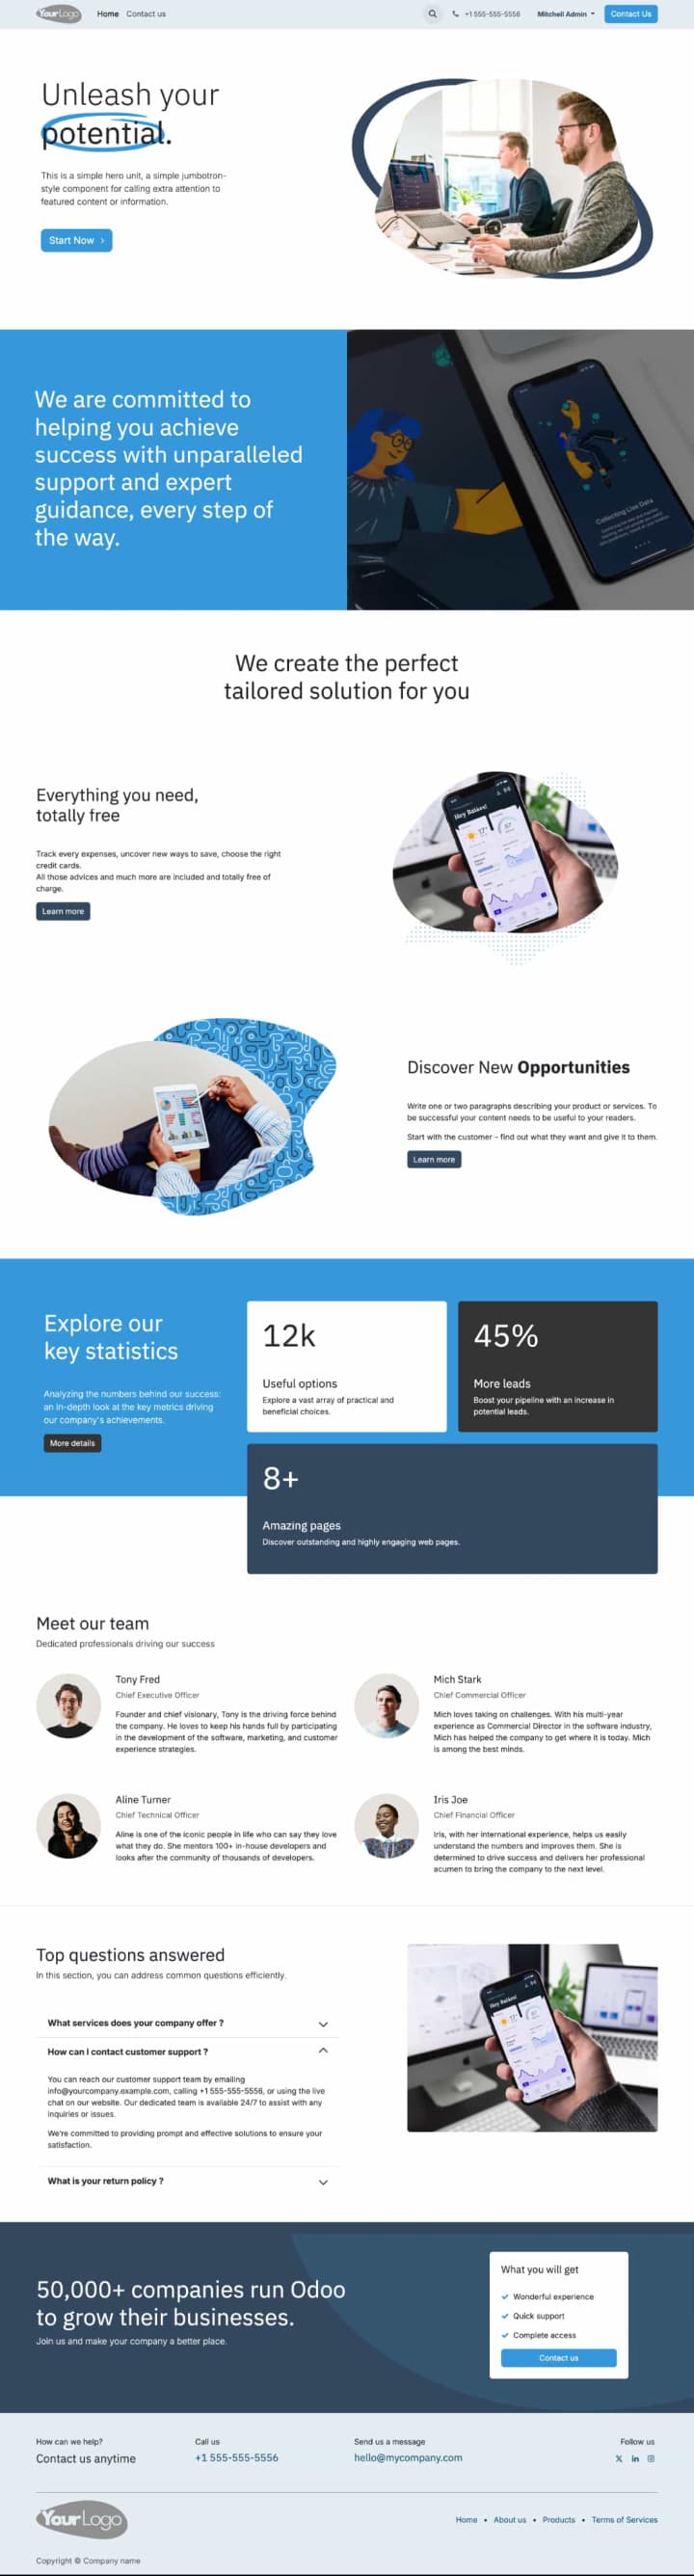 YourLogo
Home Contact us
+1 555-555-5556
Mitchell Admin
Contact Us
Unleash your
potential.
This is a simple hero unit, a simple jumbotron-
style component for calling extra attention to
featured content or information.
Start Now
We are committed to
helping you achieve
success with unparalleled
support and expert
guidance, every step of
the way.
Collecting Live Data
We create the perfect
tailored solution for you
Everything you need,
totally free
Track every expenses, uncover new ways to save, choose the right
credit cards.
All those advices and much more are included and totally free of
charge.
Learn more
Discover New Opportunities
Write one or two paragraphs describing your product or services. To
be successful your content needs to be useful to your readers.
Start with the customer – find out what they want and give it to them.
Learn more
Explore our
key statistics
Analyzing the numbers behind our success:
an in-depth look at the key metrics driving
our company's achievements.
More details
12k
Useful options
Explore a vast array of practical and
beneficial choices.
45%
More leads
Boost your pipeline with an increase in
potential leads.
8+
Amazing pages
Discover outstanding and highly engaging web pages.
Meet our team
Dedicated professionals driving our success
Tony Fred
Chief Executive Officer
Founder and chief visionary, Tony is the driving force behind
the company. He loves to keep his hands full by participating
in the development of the software, marketing, and customer
experience strategies.
Mich Stark
Chief Commercial Officer
Mich loves taking on challenges. With his multi-year
experience as Commercial Director in the software industry,
Mich has helped the company to get where it is today. Mich
is among the best minds.
Aline Turner
Chief Technical Officer
Aline is one of the iconic people in life who can say they love
what they do. She mentors 100+ in-house developers and
looks after the community of thousands of developers.
Iris Joe
Chief Financial Officer
Iris, with her international experience, helps us easily
understand the numbers and improves them. She is
determined to drive success and delivers her professional
acumen to bring the company to the next level.
Top questions answered
In this section, you can address common questions efficiently.
What services does your company offer ?
How can I contact customer support ?
You can reach our customer support team by emailing
info@yourcompany.example.com, calling +1 555-555-5556, or using the live
chat on our website. Our dedicated team is available 24/7 to assist with any
inquiries or issues.
We're committed to providing prompt and effective solutions to ensure your
satisfaction.
What is your return policy ?
50,000+ companies run Odoo
to grow their businesses.
Join us and make your company a better place.
What you will get
Wonderful experience
Quick support
Complete access
Contact us
How can we help?
Contact us anytime
Call us
+1 555-555-5556
Send us a message
hello@mycompany.com
Follow us
YourLogo
Home • About us • Products • Terms of Services
Copyright © Company name